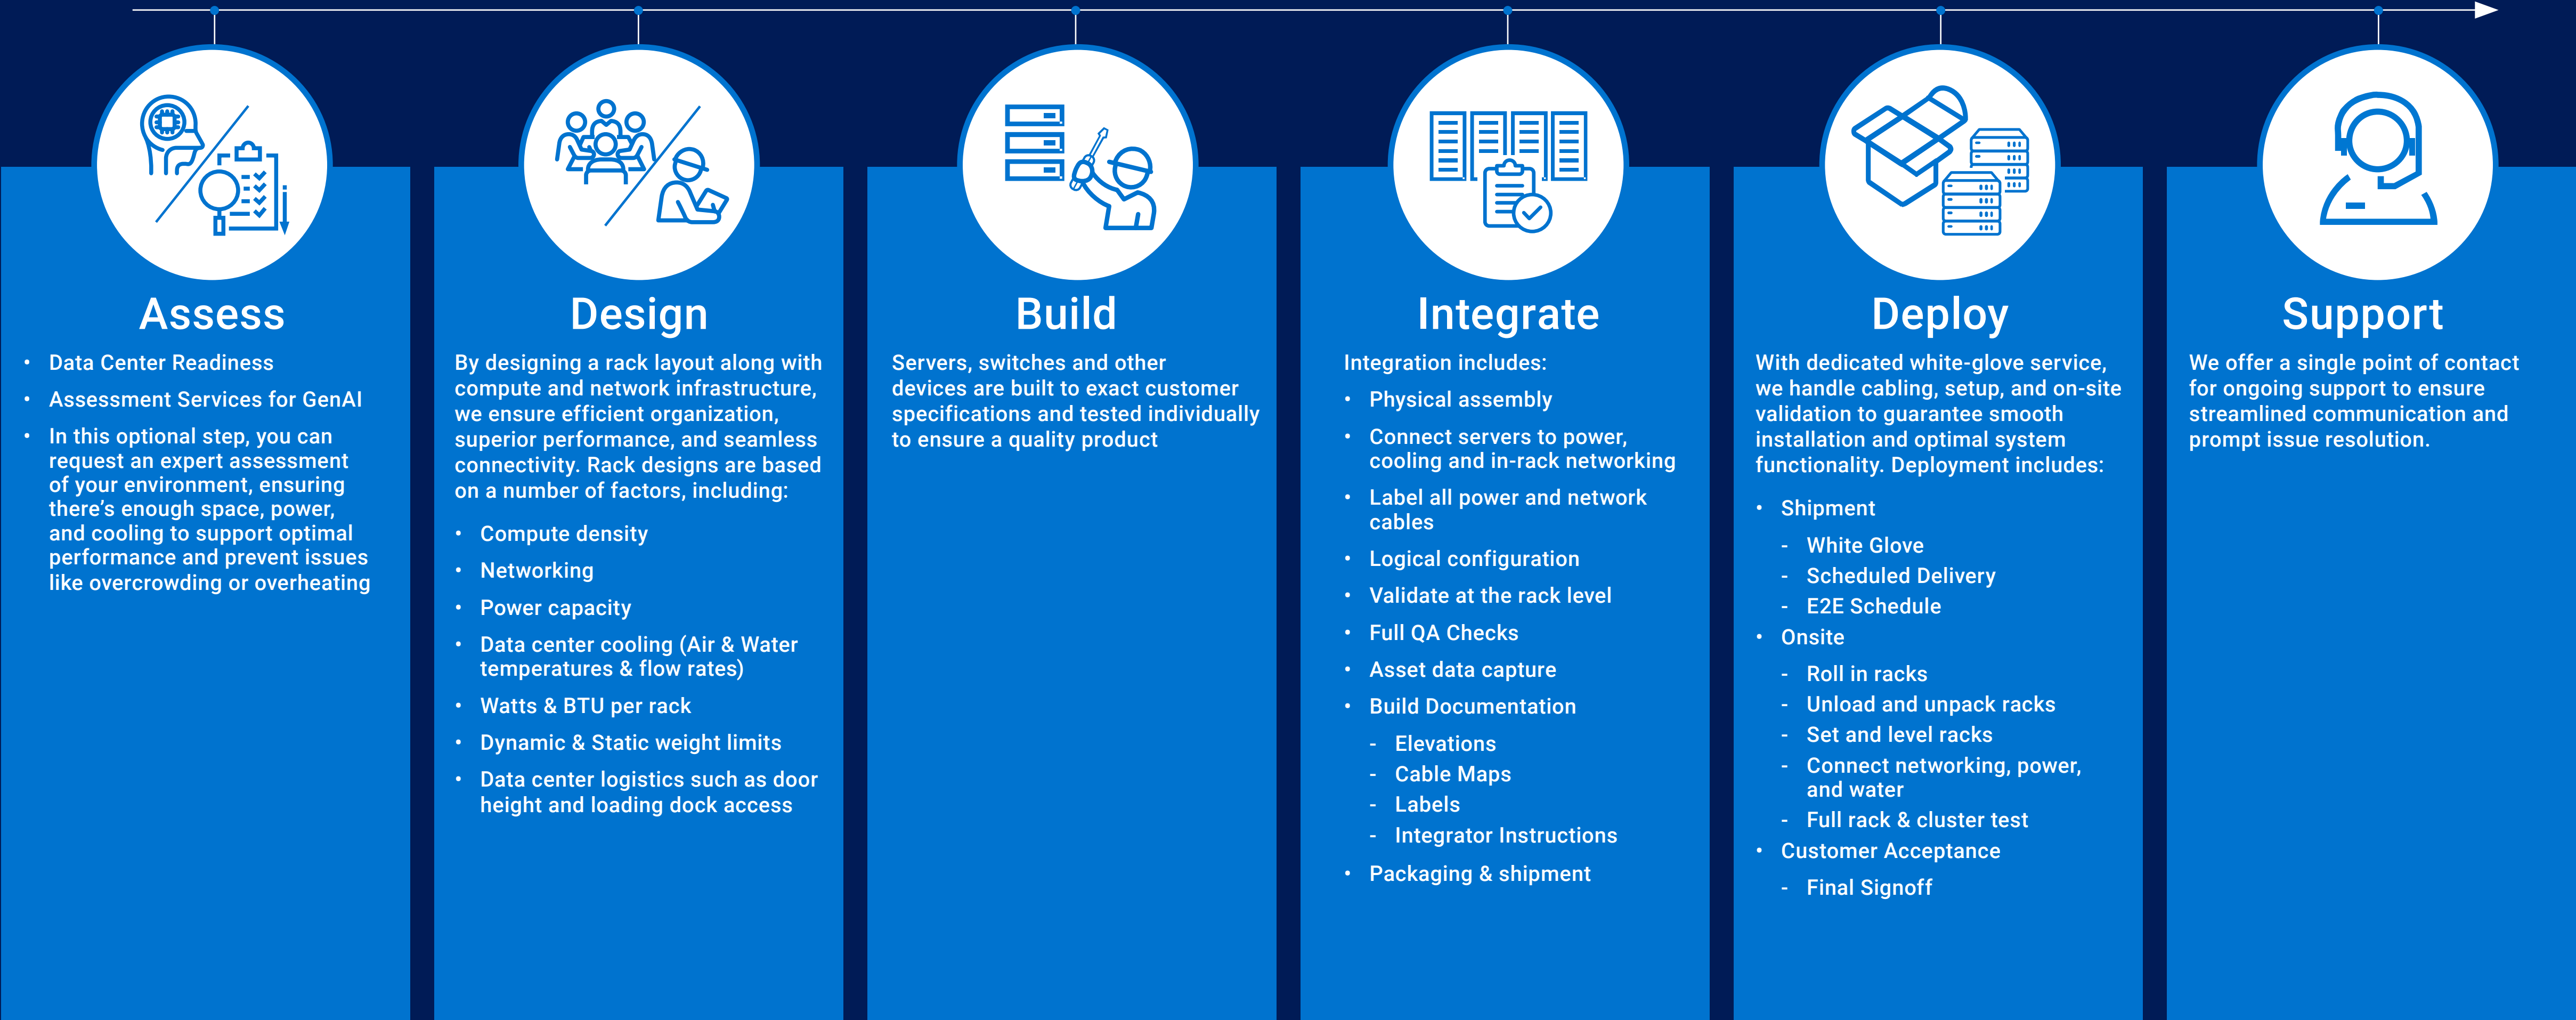 Assess
• Data Center Readiness
• Assessment Services for GenAI
• In this optional step, you can
request an expert assessment
of your environment, ensuring
there’s enough space, power,
and cooling to support optimal
performance and prevent issues
like overcrowding or overheating
Design
By designing a rack layout along with
compute and network infrastructure,
we ensure efficient organization,
superior performance, and seamless
connectivity. Rack designs are based
on a number of factors, including:
• Compute density
• Networking
• Power capacity
• Data center cooling (Air & Water
temperatures & flow rates)
• Watts & BTU per rack
• Dynamic & Static weight limits
• Data center logistics such as door
height and loading dock access
Build
Servers, switches and other
devices are built to exact customer
specifications and tested individually
to ensure a quality product
Integrate
Integration includes:
• Physical assembly
• Connect servers to power,
cooling and in-rack networking
• Label all power and network
cables
• Logical configuration
• Validate at the rack level
• Full QA Checks
• Asset data capture
• Build Documentation
- Elevations
- Cable Maps
- Labels
- Integrator Instructions
• Packaging & shipment
Deploy
With dedicated white-glove service,
we handle cabling, setup, and on-site
validation to guarantee smooth
installation and optimal system
functionality. Deployment includes:
• Shipment
- White Glove
- Scheduled Delivery
- E2E Schedule
• Onsite
- Roll in racks
- Unload and unpack racks
- Set and level racks
- Connect networking, power,
and water
- Full rack & cluster test
• Customer Acceptance
- Final Signoff
Support
We offer a single point of contact
for ongoing support to ensure
streamlined communication and
prompt issue resolution.